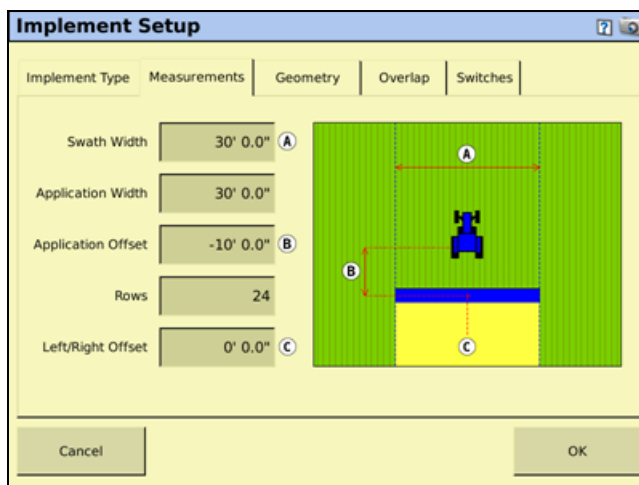 Implement Setup
?
Implement Type Measurements Geometry Overlap Switches
Swath Width 30' 0.0" A
Application Width 30' 0.0"
Application Offset -10' 0.0" B
Rows 24
Left/Right Offset 0' 0.0" C
A
B
C
Cancel OK